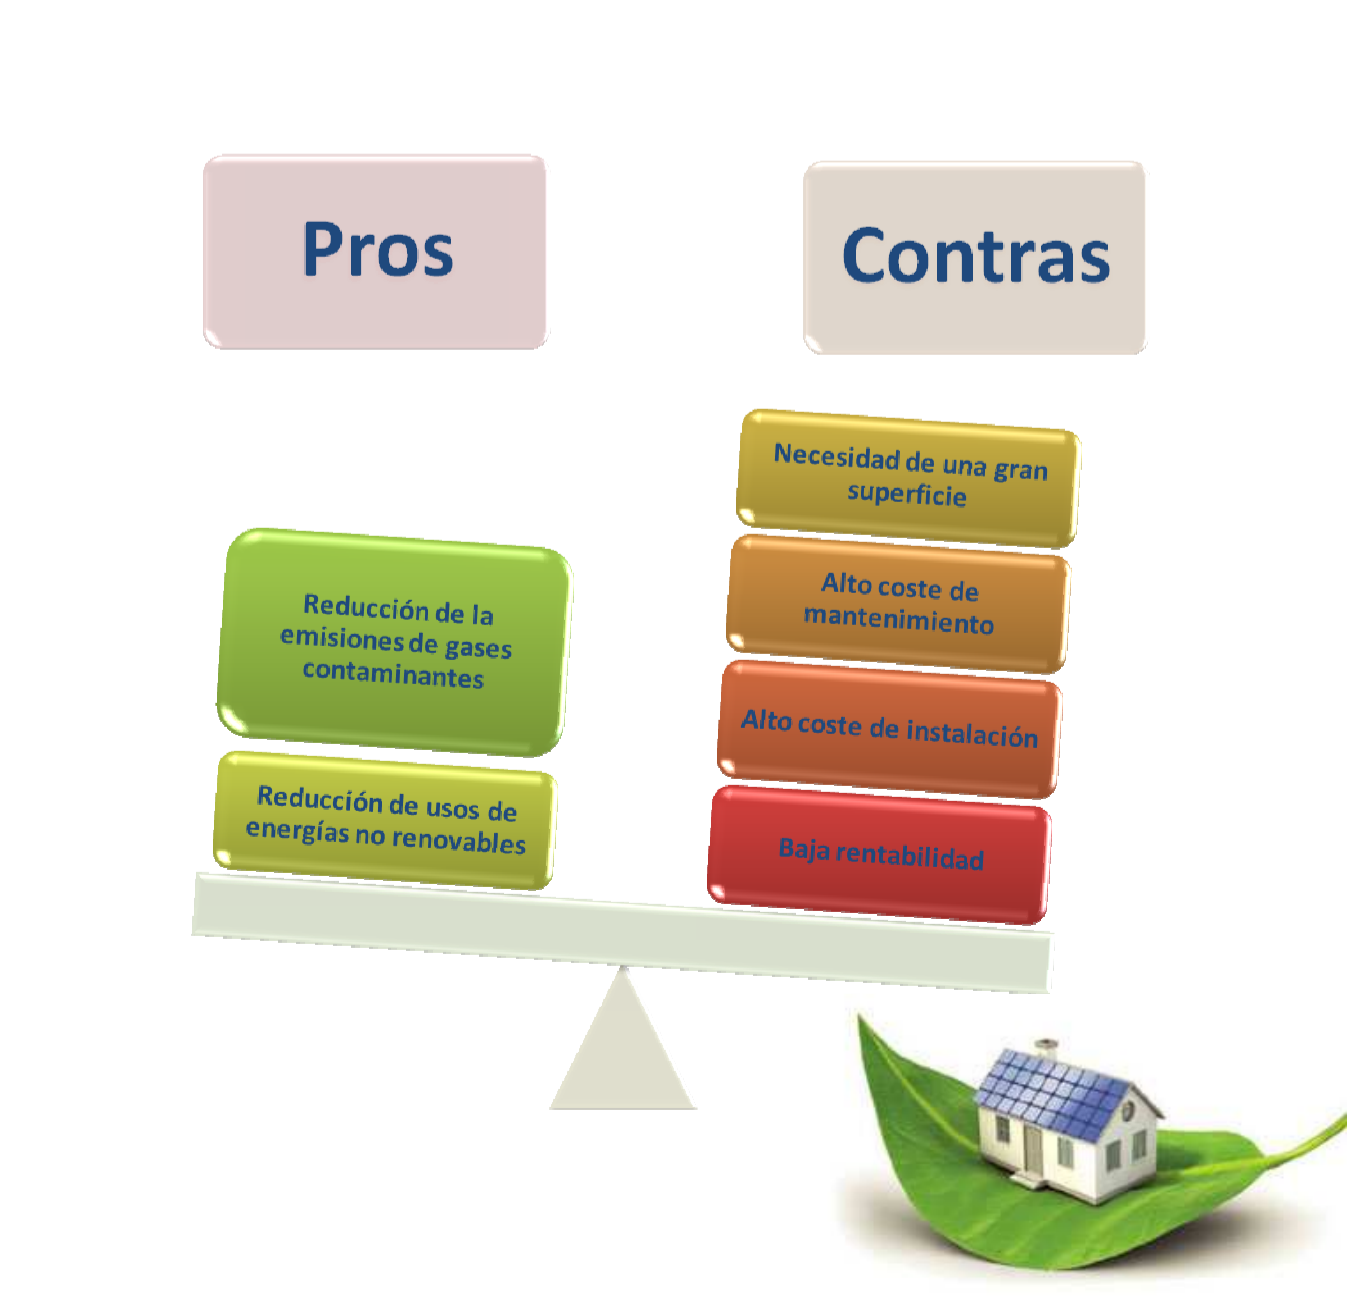 Pros
Contras
Reducción de la
emisiones de gases
contaminantes
Reducción de usos de
energías no renovables
Necesidad de una gran
superficie
Alto coste de
mantenimiento
Alto coste de instalación
Baja rentabilidad